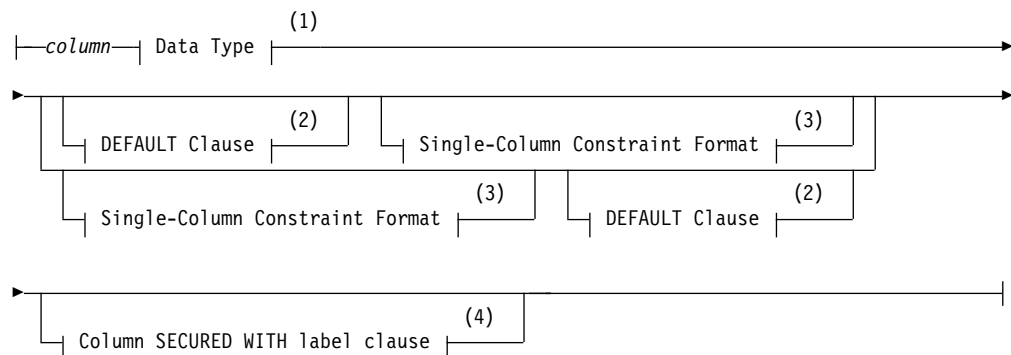 (1)
column Data Type
(2) (3)
DEFAULT Clause Single-Column Constraint Format
(3) (2)
Single-Column Constraint Format DEFAULT Clause
(4)
Column SECURED WITH label clause